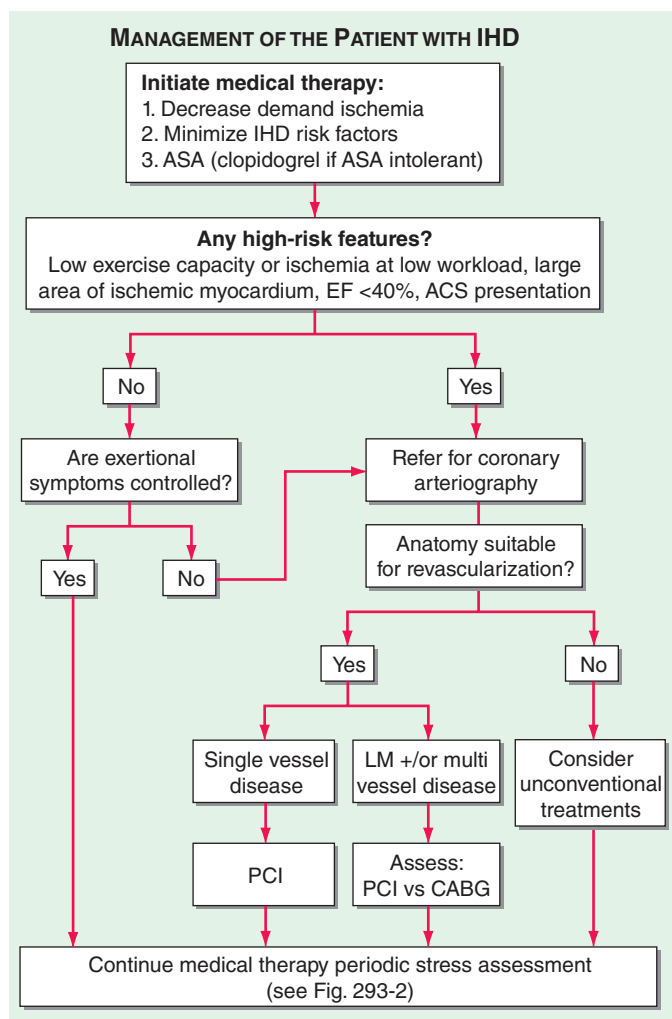 MANAGEMENT OF THE PATIENT WITH IHD
Initiate medical therapy:
1. Decrease demand ischemia
2. Minimize IHD risk factors
3. ASA (clopidogrel if ASA intolerant)
Any high-risk features?
Low exercise capacity or ischemia at low workload, large
area of ischemic myocardium, EF <40%, ACS presentation
No
Yes
Are exertional
symptoms controlled?
Refer for coronary
arteriography
Yes
No
Anatomy suitable
for revascularization?
Yes
No
Single vessel
disease
LM +/or multi
vessel disease
Consider
unconventional
treatments
PCI
Assess:
PCI vs CABG
Continue medical therapy periodic stress assessment
(see Fig. 293-2)